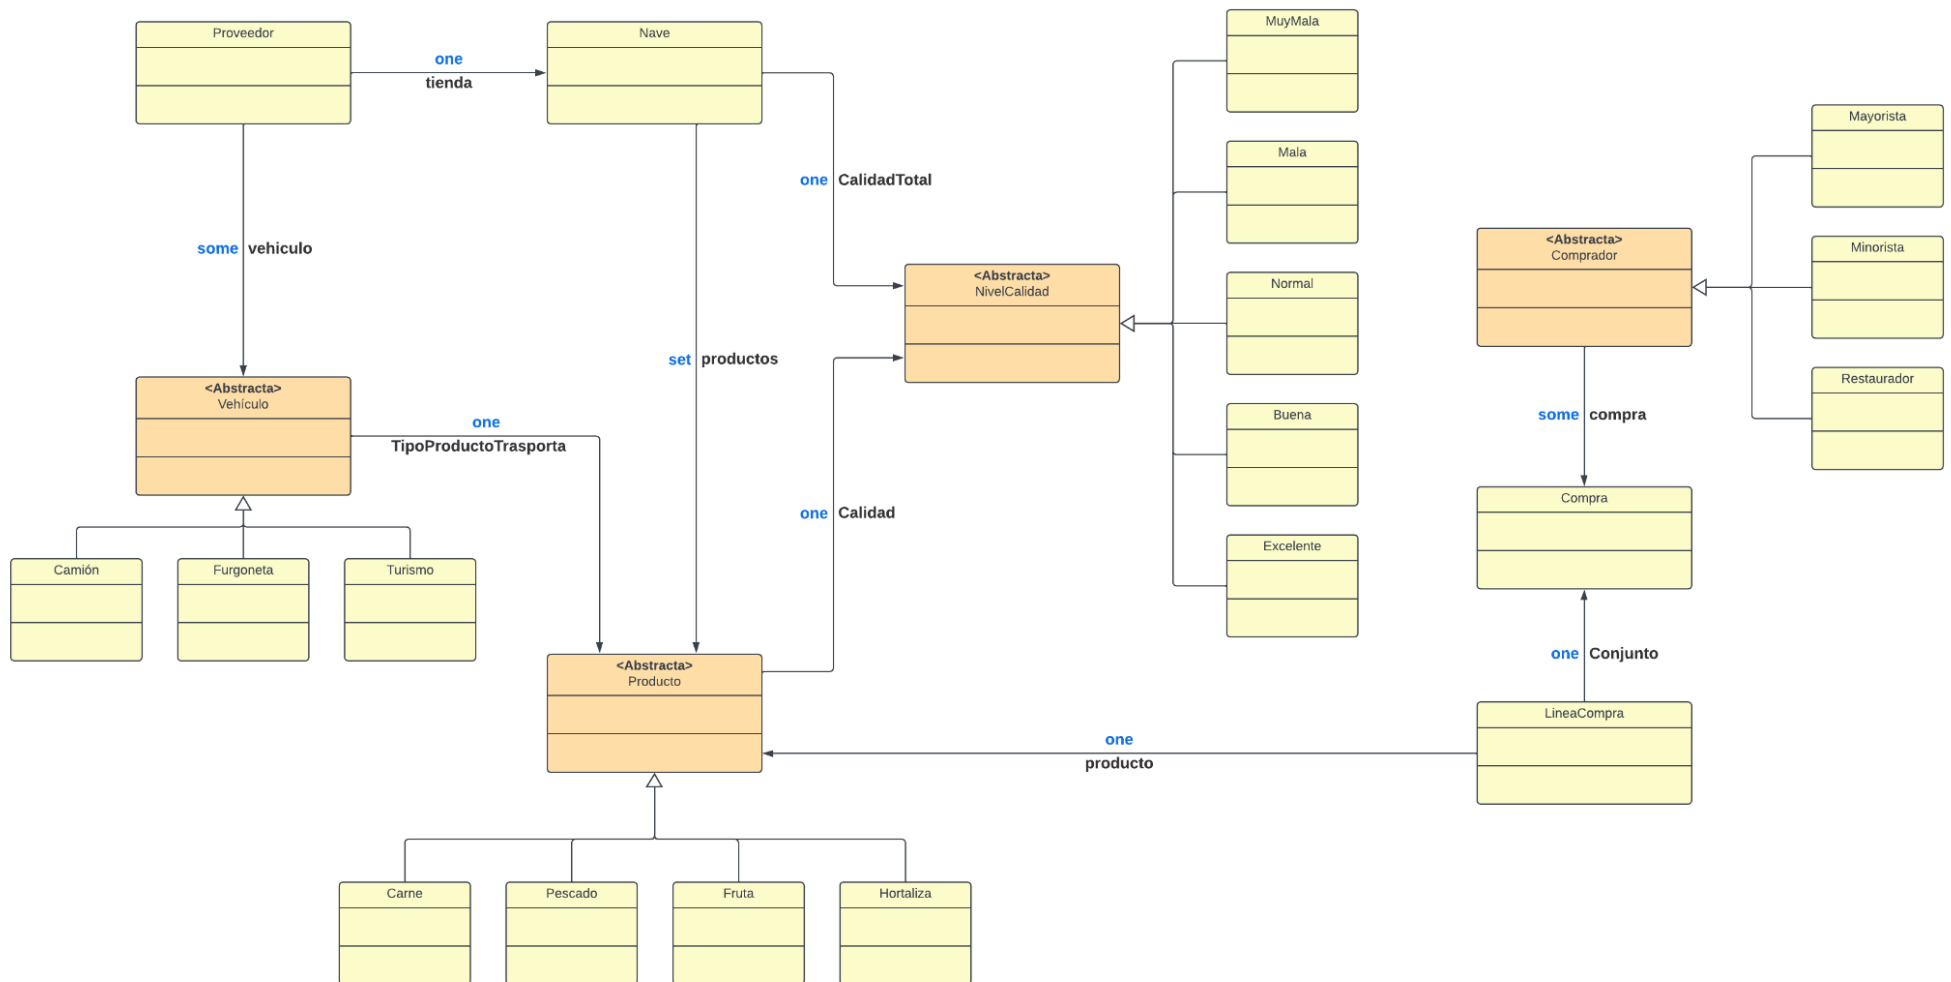 Proveedor
one
tienda
Nave
MuyMala
Mala
Normal
Buena
Excelente
one CalidadTotal
<Abstracta>
NivelCalidad
some vehiculo
set productos
<Abstracta>
Vehículo
one
TipoProductoTrasporta
one Calidad
Camión
Furgoneta
Turismo
<Abstracta>
Producto
Carne
Pescado
Fruta
Hortaliza
one
producto
Mayorista
Minorista
Restaurador
<Abstracta>
Comprador
some compra
Compra
one Conjunto
LineaCompra